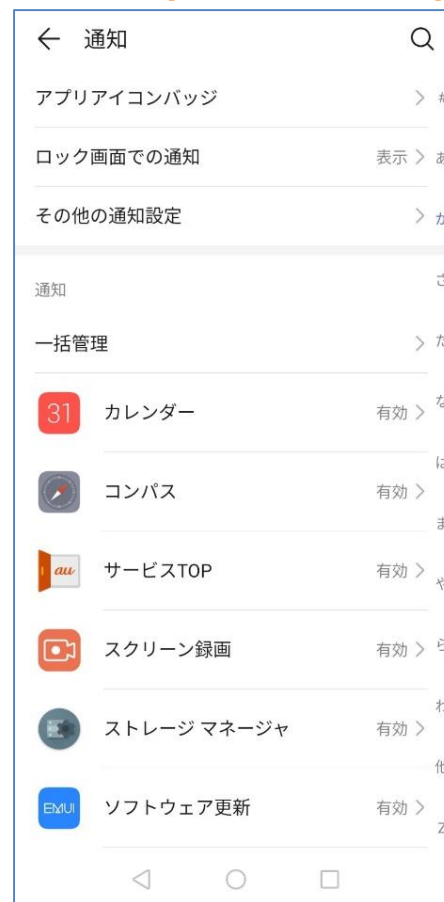 通知
アプリアイコンバッジ
ロック画面での通知 表示
その他の通知設定
通知
一括管理
31 カレンダー 有効
コンパス 有効
au サービスTOP 有効
スクリーン録画 有効
ストレージ マネージャ 有効
EMUI ソフトウェア更新 有効